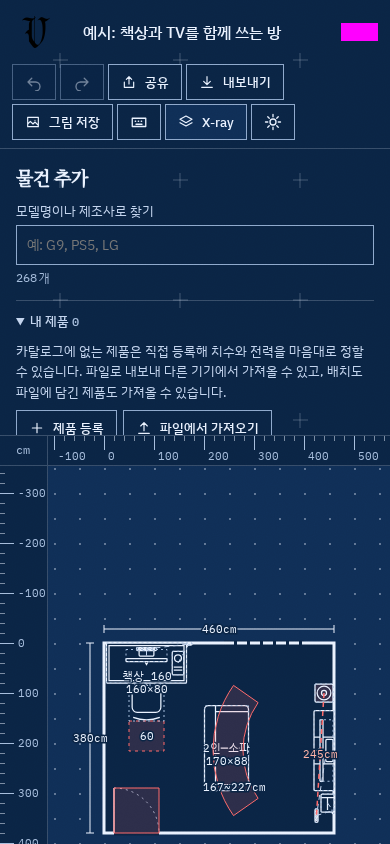 예시: 책상과 TV를 함께 쓰는 방
공유
내보내기
그림 저장
X-ray
물건 추가
모델명이나 제조사로 찾기
예: G9, PS5, LG
268개
▼ 내 제품 0
카탈로그에 없는 제품은 직접 등록해 치수와 전력을 마음대로 정할
수 있습니다. 파일로 내보내 다른 기기에서 가져올 수 있고, 배치도
파일에 담긴 제품도 가져올 수 있습니다.
+ 제품 등록
파일에서 가져오기
cm
-100 0 100 200 300 400 500
-300
-200
-100
0
100
200
300
400
460cm
380cm
책상_160
160×80
60
2인-소파
170×88
167~227cm
245cm